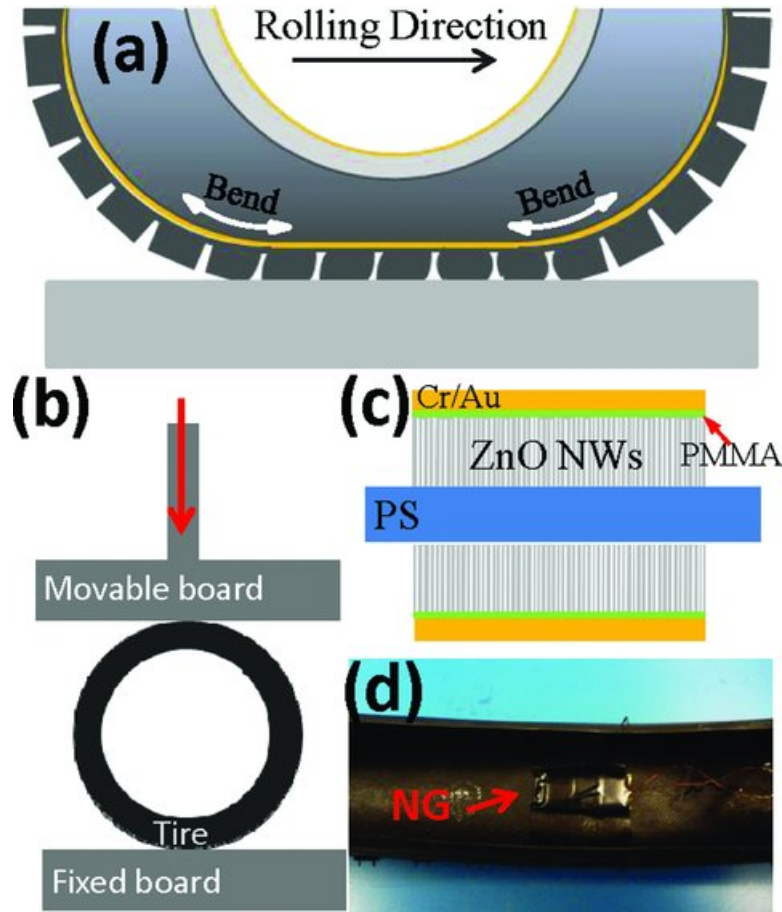 (a)
Rolling Direction
Bend
Bend
(b)
Movable board
Tire
Fixed board
(c)
Cr/Au
ZnO NWs
PMMA
PS
(d)
NG